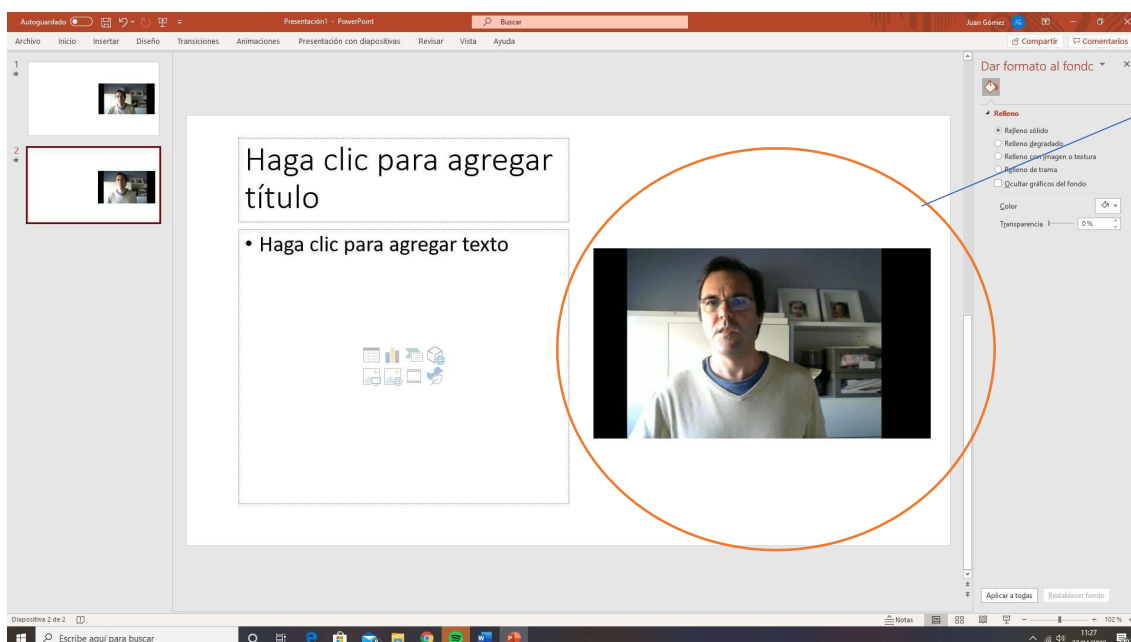 Autoguardado
Presentación1 - PowerPoint
Buscar
Juan Gómez
JG
Archivo Inicio Insertar Diseño Transiciones Animaciones Presentación con diapositivas Revisar Vista Ayuda
Compartir Comentarios
1
2
Haga clic para agregar
título
• Haga clic para agregar texto
Dar formato al fondo
Relleno
Relleno sólido
Relleno degradado
Relleno con imagen o textura
Relleno de trama
Ocultar gráficos del fondo
Color
Transparencia 0 %
Aplicar a todas Restablecer fondo
Diapositiva 2 de 2
Notas
102 %
Escribe aquí para buscar
11:27